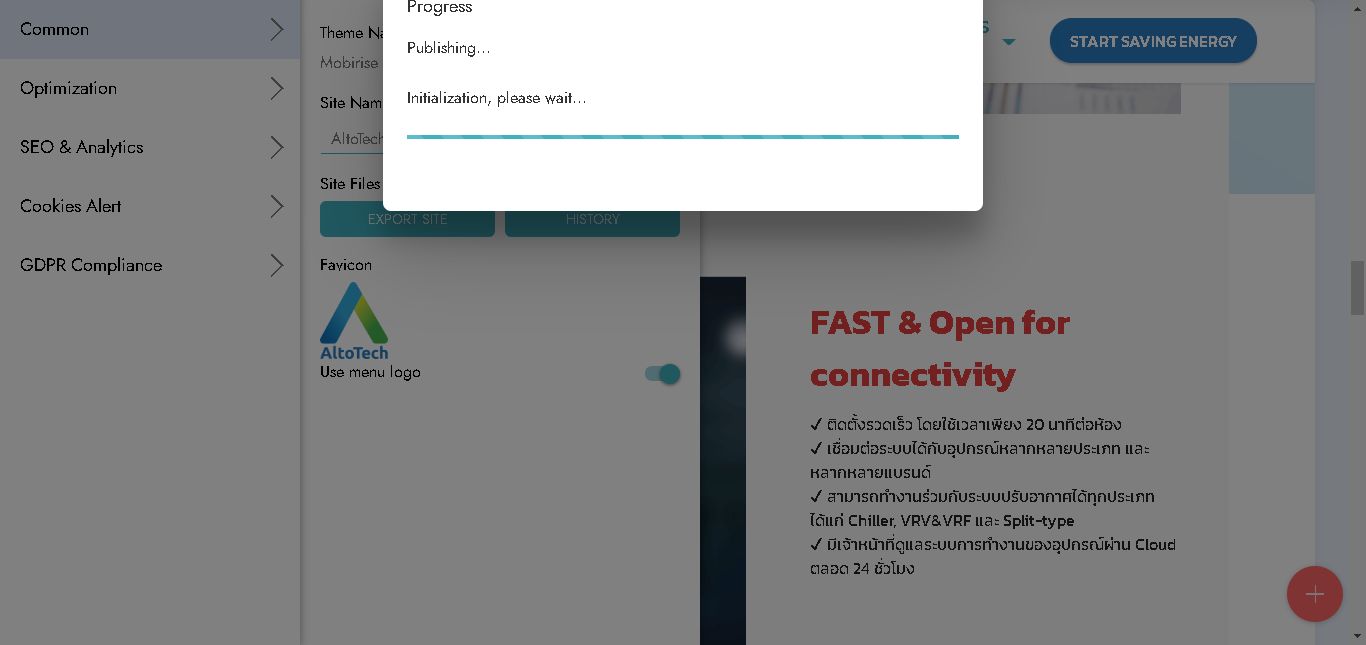 Common
Optimization
SEO & Analytics
Cookies Alert
GDPR Compliance
Theme Na
Mobirise
Site Nam
AltoTech
Site Files
EXPORT SITE
HISTORY
Favicon
AltoTech
Use menu logo
Progress
Publishing...
Initialization, please wait...
S
START SAVING ENERGY
FAST & Open for
connectivity
✓ ติดตั้งรวดเร็ว โดยใช้เวลาเพียง 20 นาทีต่อห้อง
✓ เชื่อมต่อระบบได้กับอุปกรณ์หลากหลายประเภท และ
หลากหลายแบรนด์
✓ สามารถทำงานร่วมกับระบบปรับอากาศได้ทุกประเภท
ได้แก่ Chiller, VRV&VRF และ Split-type
✓ มีเจ้าหน้าที่ดูแลระบบการทำงานของอุปกรณ์ผ่าน Cloud
ตลอด 24 ชั่วโมง